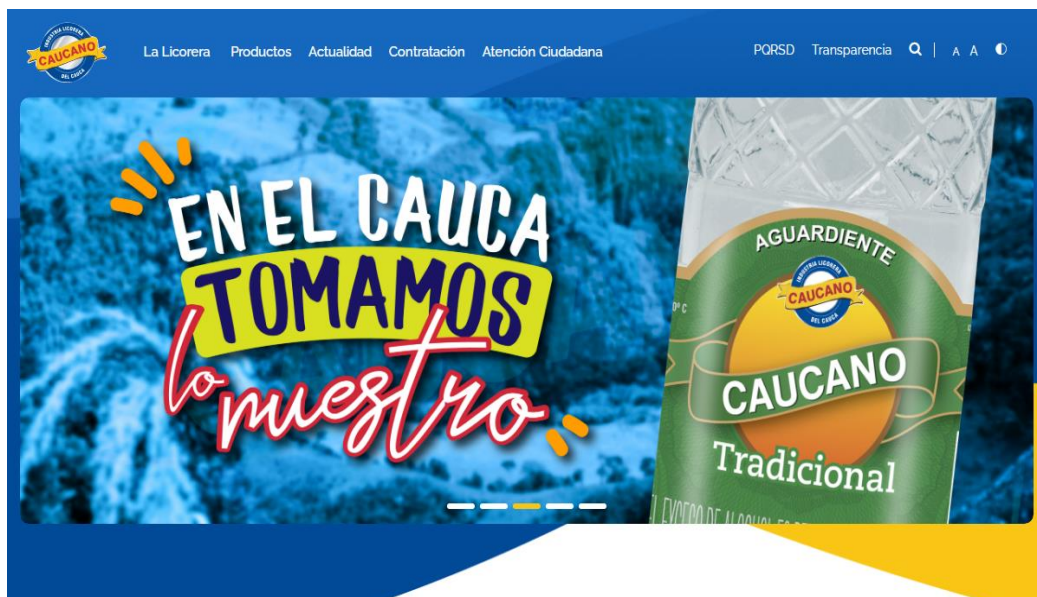 INDUSTRIA LICORERA
CAUCANO
DEL CAUCA
La Licorera Productos Actualidad Contratación Atención Ciudadana
PQRSD Transparencia | A A
EN EL CAUCA
TOMAMOS
lo
nuestro
AGUARDIENTE
INDUSTRIA LICORERA
CAUCANO
DEL CAUCA
CAUCANO
Tradicional